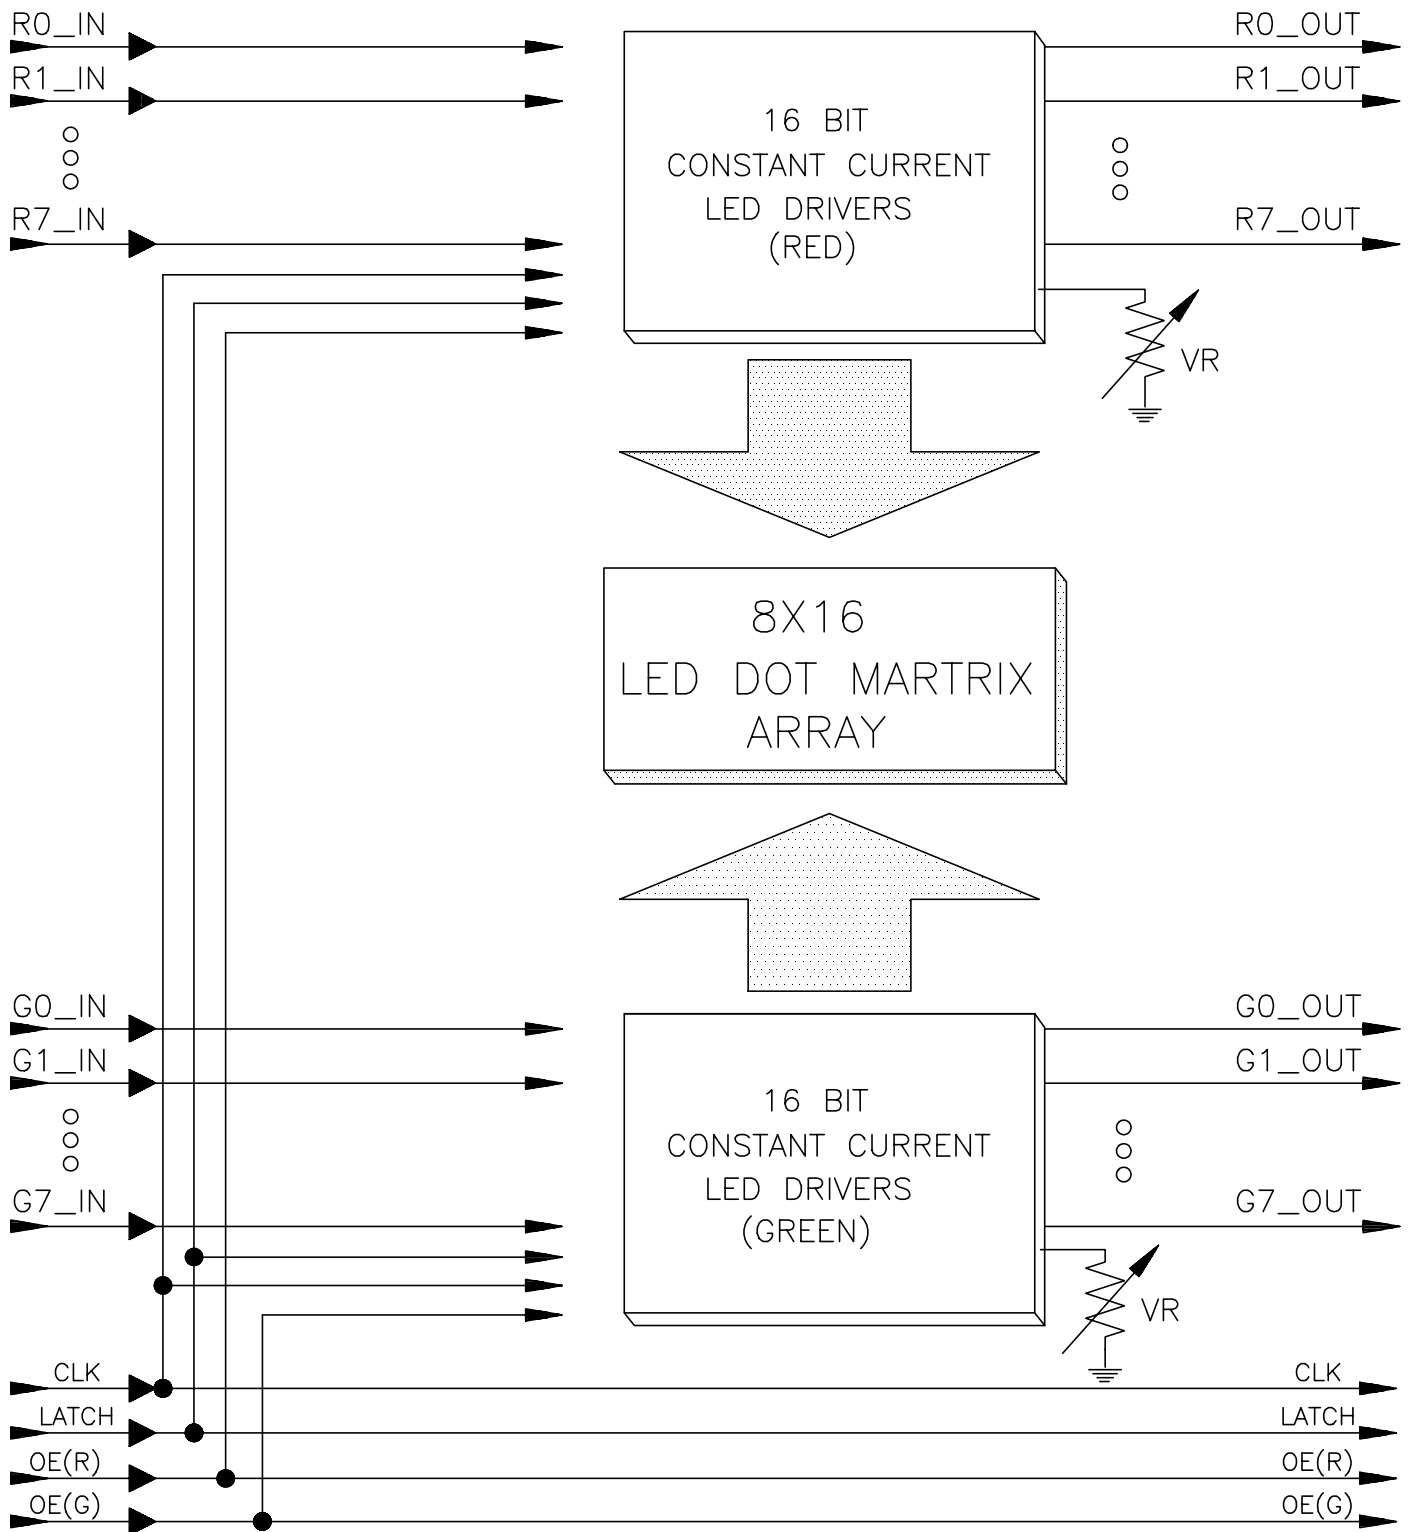 R0_IN
R0_OUT
R1_IN
R1_OUT
16 BIT
CONSTANT CURRENT
LED DRIVERS
(RED)
R7_IN
R7_OUT
VR
8X16
LED DOT MARTRIX
ARRAY
G0_IN
G0_OUT
G1_IN
G1_OUT
16 BIT
CONSTANT CURRENT
LED DRIVERS
(GREEN)
G7_IN
G7_OUT
VR
CLK
CLK
LATCH
LATCH
OE(R)
OE(R)
OE(G)
OE(G)